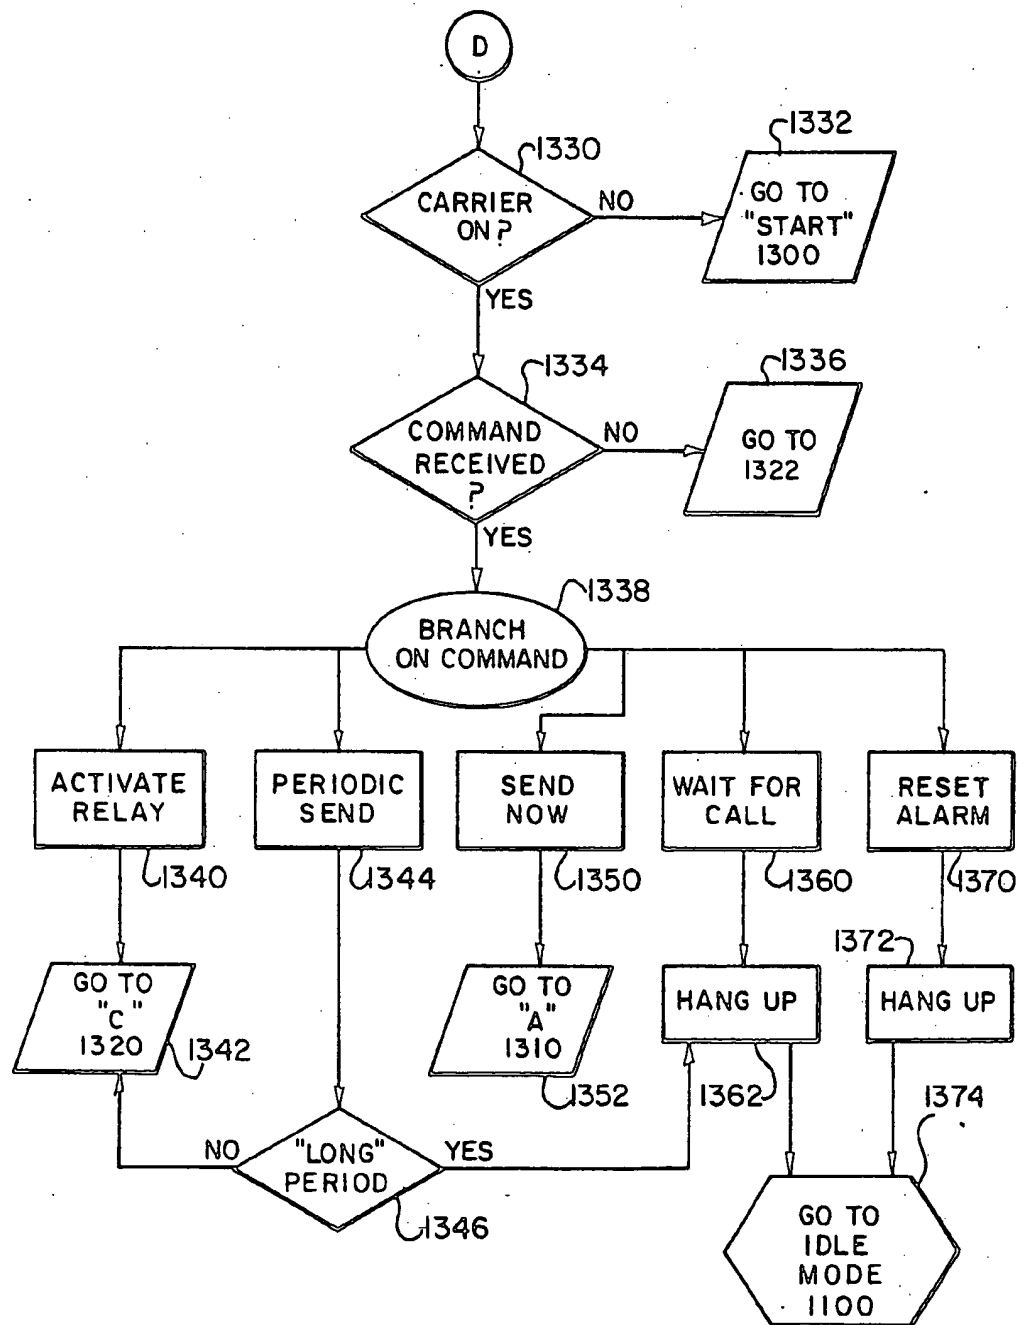 D
1330
CARRIER
ON?
NO
YES
1332
GO TO
"START"
1300
1334
COMMAND
RECEIVED
?
NO
YES
1336
GO TO
1322
1338
BRANCH
ON COMMAND
ACTIVATE
RELAY
1340
PERIODIC
SEND
1344
SEND
NOW
1350
WAIT FOR
CALL
1360
RESET
ALARM
1370
GO TO
"C"
1320
1342
GO TO
"A"
1310
1352
HANG UP
1362
1372
HANG UP
NO
"LONG"
PERIOD
YES
1346
1374
GO TO
IDLE
MODE
1100